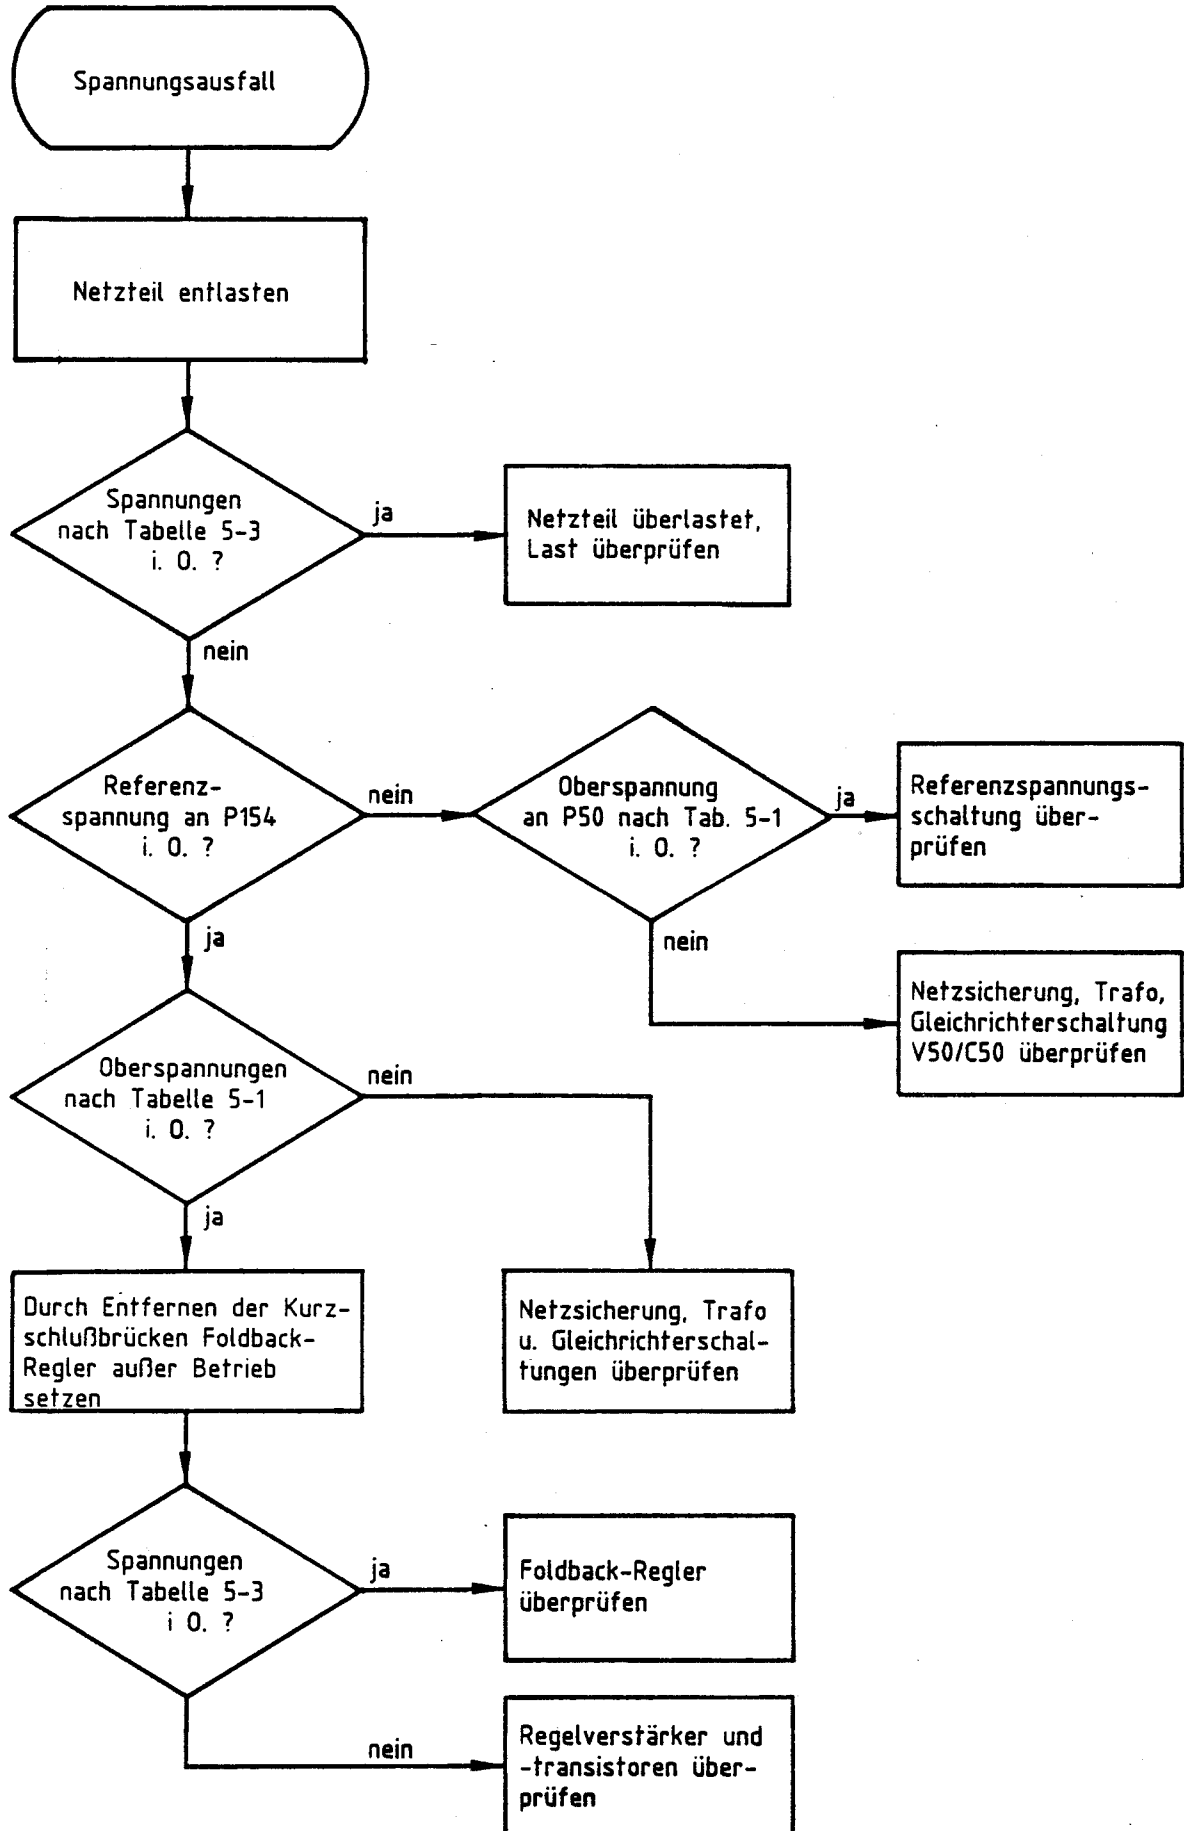 Spannungsausfall
Netzteil entlasten
Spannungen
nach Tabelle 5-3
i. O. ?
ja
Netzteil überlastet,
Last überprüfen
nein
Referenz-
spannung an P154
i. O. ?
nein
Oberspannung
an P50 nach Tab. 5-1
i. O. ?
ja
Referenzspannungs-
schaltung über-
prüfen
ja
nein
Netzsicherung, Trafo,
Gleichrichterschaltung
V50/C50 überprüfen
Oberspannungen
nach Tabelle 5-1
i. O. ?
nein
ja
Durch Entfernen der Kurz-
schlußbrücken Foldback-
Regler außer Betrieb
setzen
Netzsicherung, Trafo
u. Gleichrichterschal-
tungen überprüfen
Spannungen
nach Tabelle 5-3
i O. ?
ja
Foldback-Regler
überprüfen
nein
Regelverstärker und
-transistoren über-
prüfen